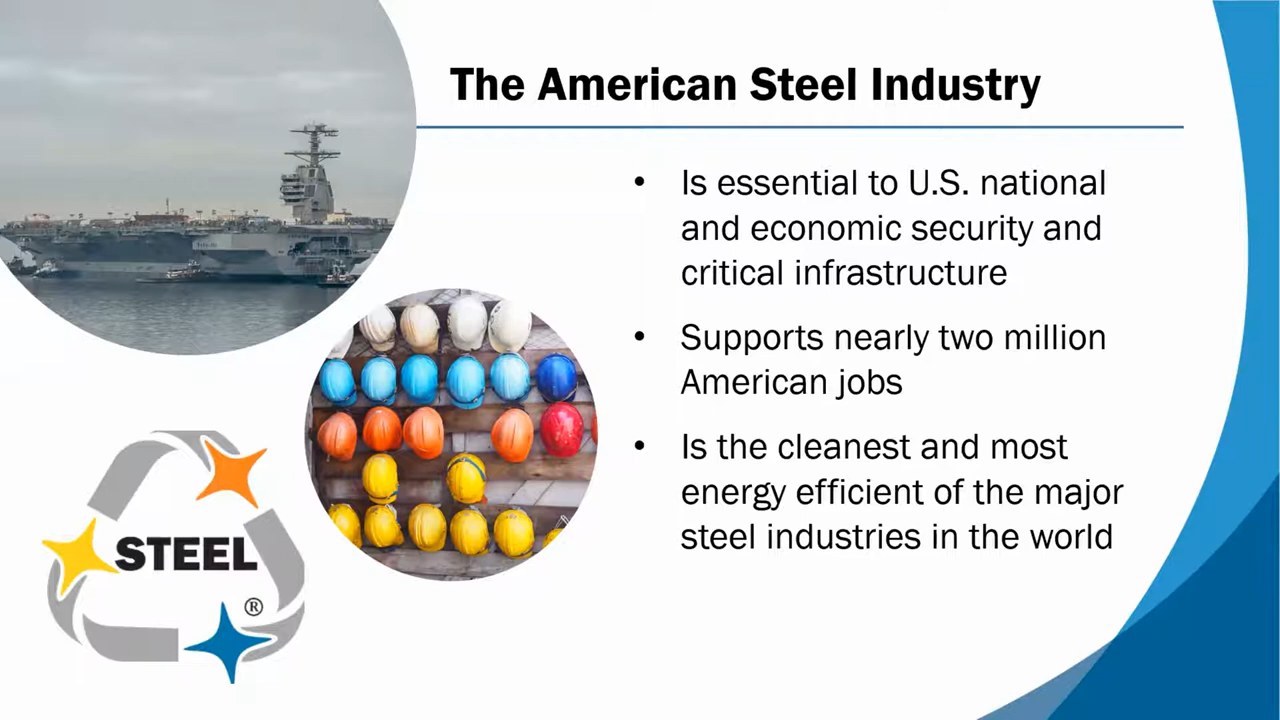 The American Steel Industry
• Is essential to U.S. national
and economic security and
critical infrastructure
• Supports nearly two million
American jobs
• Is the cleanest and most
energy efficient of the major
steel industries in the world
STEEL
®